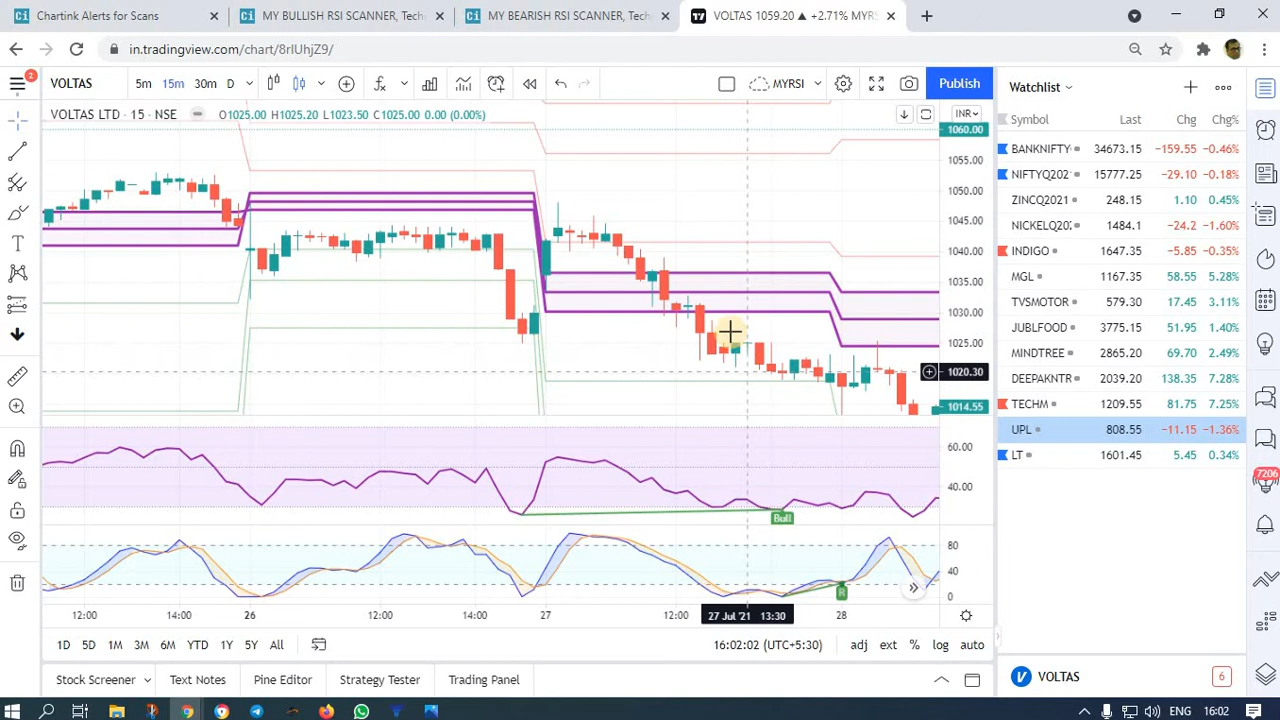 Chartink Alerts for Scans
MY BULLISH RSI SCANNER, Tech
MY BEARISH RSI SCANNER, Tech
VOLTAS 1059.20 ▲ +2.71% MYRS
in.tradingview.com/chart/8rIUhjZ9/
2
VOLTAS
5m
15m
30m
D
MYRSI
Publish
VOLTAS LTD · 15 · NSE
O1025.00
L1023.50
C1025.00
0.00 (0.00%)
INR
1060.00
1055.00
1050.00
1045.00
1040.00
1035.00
1030.00
1025.00
1020.30
1014.55
60.00
40.00
Bull
80
40
0
R
12:00
14:00
26
12:00
14:00
27
12:00
27 Jul '21 13:30
28
1D
5D
1M
3M
6M
YTD
1Y
5Y
All
16:02:02 (UTC+5:30)
adj
ext
%
log
auto
Stock Screener
Text Notes
Pine Editor
Strategy Tester
Trading Panel
Watchlist
Symbol
Last
Chg
Chg%
BANKNIFTY
34673.15
−159.55
−0.46%
NIFTYQ202
15777.25
−29.10
−0.18%
ZINCQ2021
248.15
1.10
0.45%
NICKELQ20
1484.1
−24.2
−1.60%
INDIGO
1671.35
−5.85
−0.35%
MGL
1167.35
58.55
5.28%
TVSMOTOR
579.30
17.45
3.11%
JUBLFOOD
3775.15
51.95
1.40%
MINDTREE
2865.20
69.70
2.49%
DEEPAKNTR
2039.20
138.35
7.28%
TECHM
1209.55
81.75
7.25%
UPL
808.55
−11.15
−1.36%
LT
1601.45
5.45
0.34%
VOLTAS
6
7206
ENG
16:02